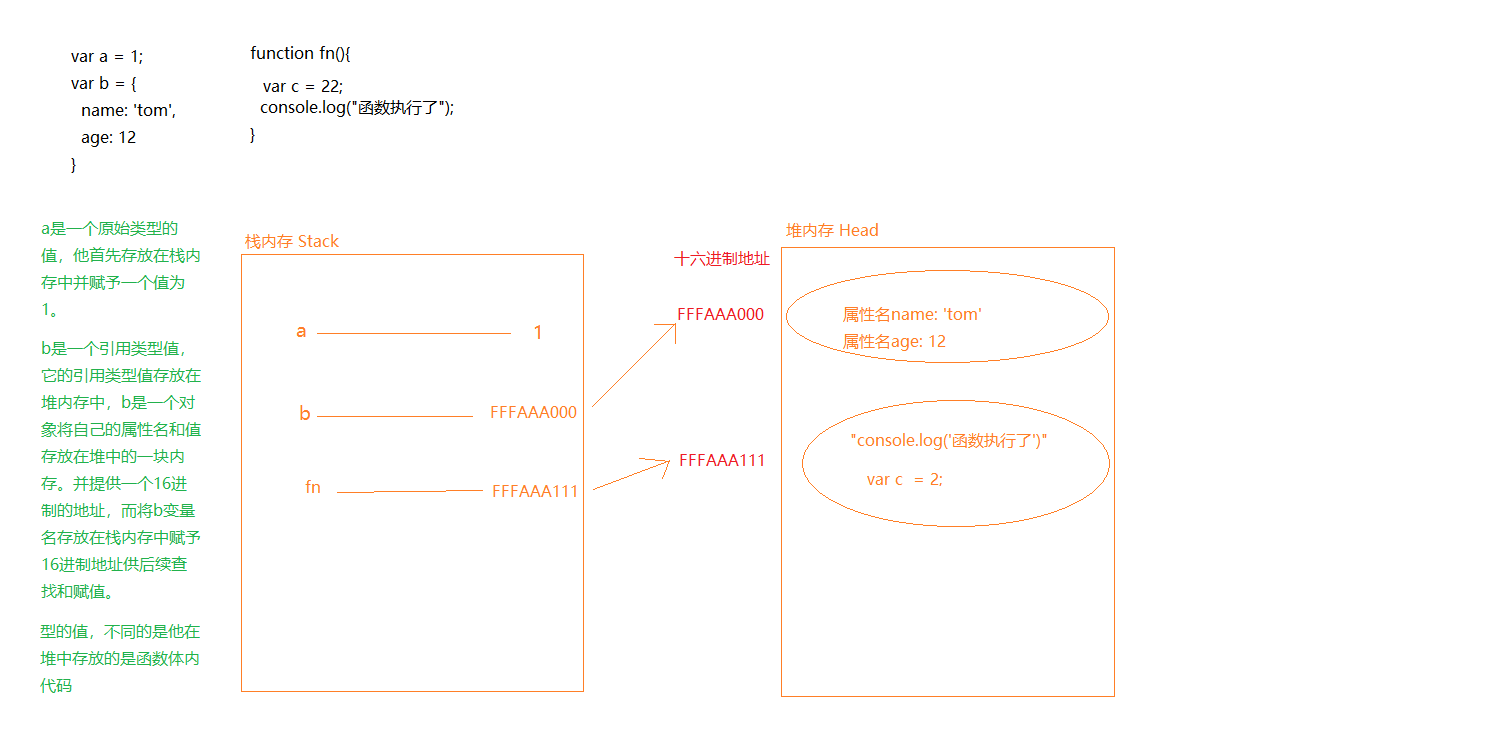 var a = 1;
var b = {
name: 'tom',
age: 12
}
function fn(){
var c = 22;
console.log("函数执行了");
}
a是一个原始类型的
值，他首先存放在栈内
存中并赋予一个值为
1。
b是一个引用类型值，
它的引用类型值存放在
堆内存中，b是一个对
象将自己的属性名和值
存放在堆中的一块内
存。并提供一个16进
制的地址，而将b变量
名存放在栈内存中赋予
16进制地址供后续查
找和赋值。
型的值，不同的是他在
堆中存放的是函数体内
代码
栈内存 Stack
a 1
b FFFAAA000
fn FFFAAA111
十六进制地址
FFFAAA000
FFFAAA111
堆内存 Head
属性名name: 'tom'
属性名age: 12
"console.log('函数执行了')"
var c = 2;